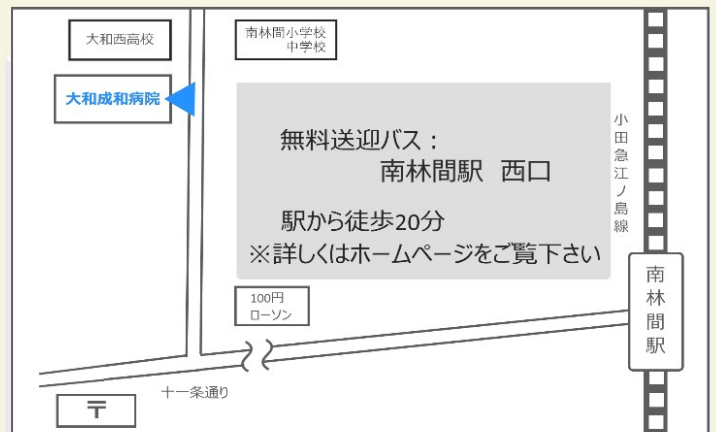 大和西高校
南林間小学校
中学校
大和成和病院
無料送迎バス：
南林間駅 西口
駅から徒歩20分
※詳しくはホームページをご覧下さい
小田急江ノ島線
100円
ローソン
南林間駅
十一条通り
〒